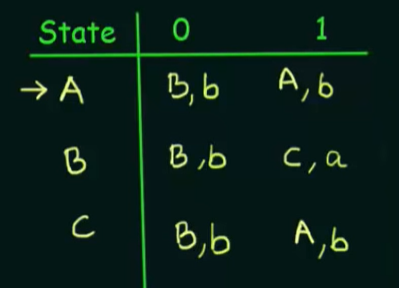 State 0 1
→ A B, b A, b
B B, b C, a
C B, b A, b